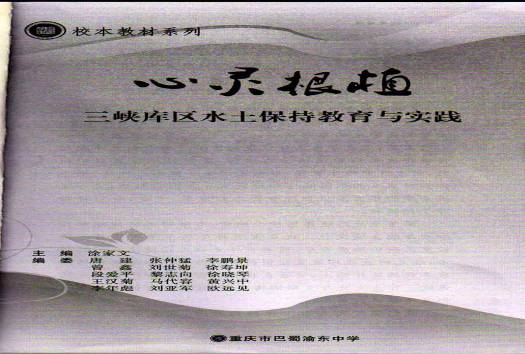 校本教材系列
心灵根植
三峡库区水土保持教育与实践
主 编 涂家文
编 委 唐 建 张仲猛 李鹏景
曾 鑫 刘世菊 徐寿坤
段爱平 黎志向 徐晓琴
王汉菊 马代容 黄兴中
李年彪 刘亚军 欧远见
重庆市巴蜀渝东中学